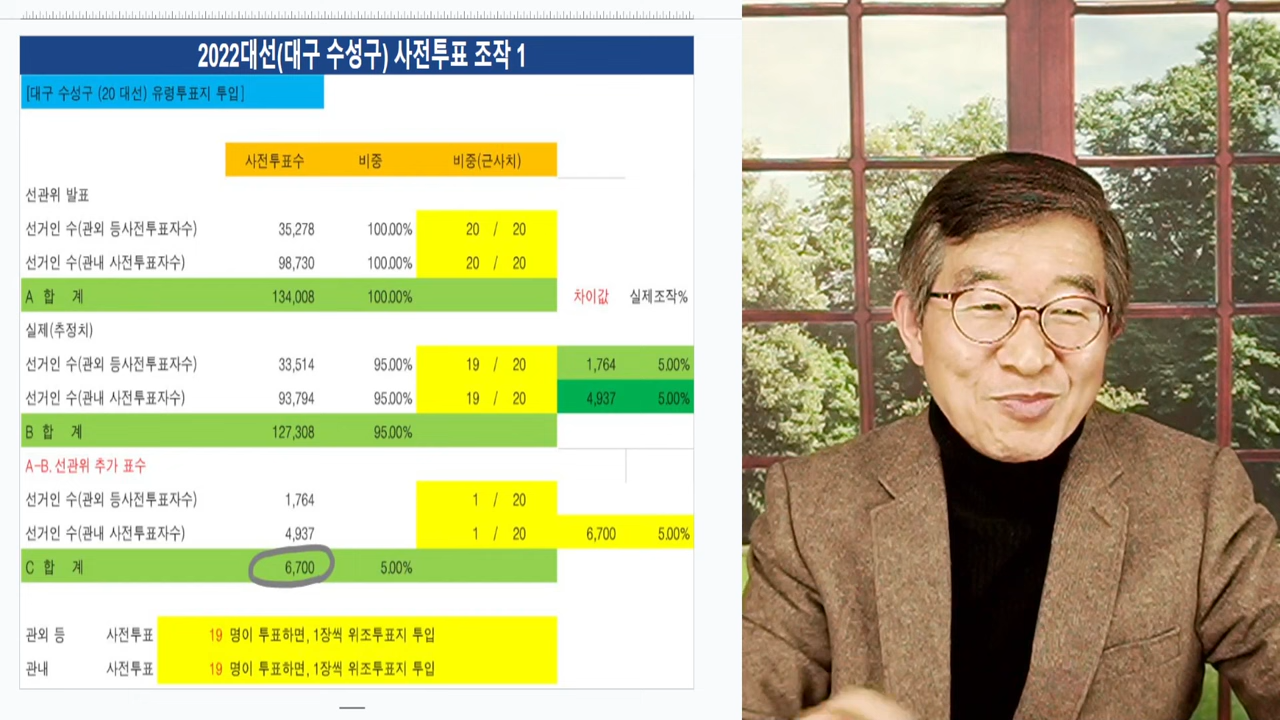 2022대선(대구 수성구) 사전투표 조작 1
[대구 수성구 (20 대선) 유령투표지 투입]
사전투표수 비중 비중(근사치)
선관위 발표
선거인 수(관외 등사전투표자수) 35,278 100.00% 20 / 20
선거인 수(관내 사전투표자수) 98,730 100.00% 20 / 20
A 합 계 134,008 100.00% 차이값 실제조작%
실제(추정치)
선거인 수(관외 등사전투표자수) 33,514 95.00% 19 / 20 1,764 5.00%
선거인 수(관내 사전투표자수) 93,794 95.00% 19 / 20 4,937 5.00%
B 합 계 127,308 95.00%
A-B. 선관위 추가 표수
선거인 수(관외 등사전투표자수) 1,764 1 / 20
선거인 수(관내 사전투표자수) 4,937 1 / 20 6,700 5.00%
C 합 계 6,700 5.00%
관외 등 사전투표 19 명이 투표하면, 1장씩 위조투표지 투입
관내 사전투표 19 명이 투표하면, 1장씩 위조투표지 투입